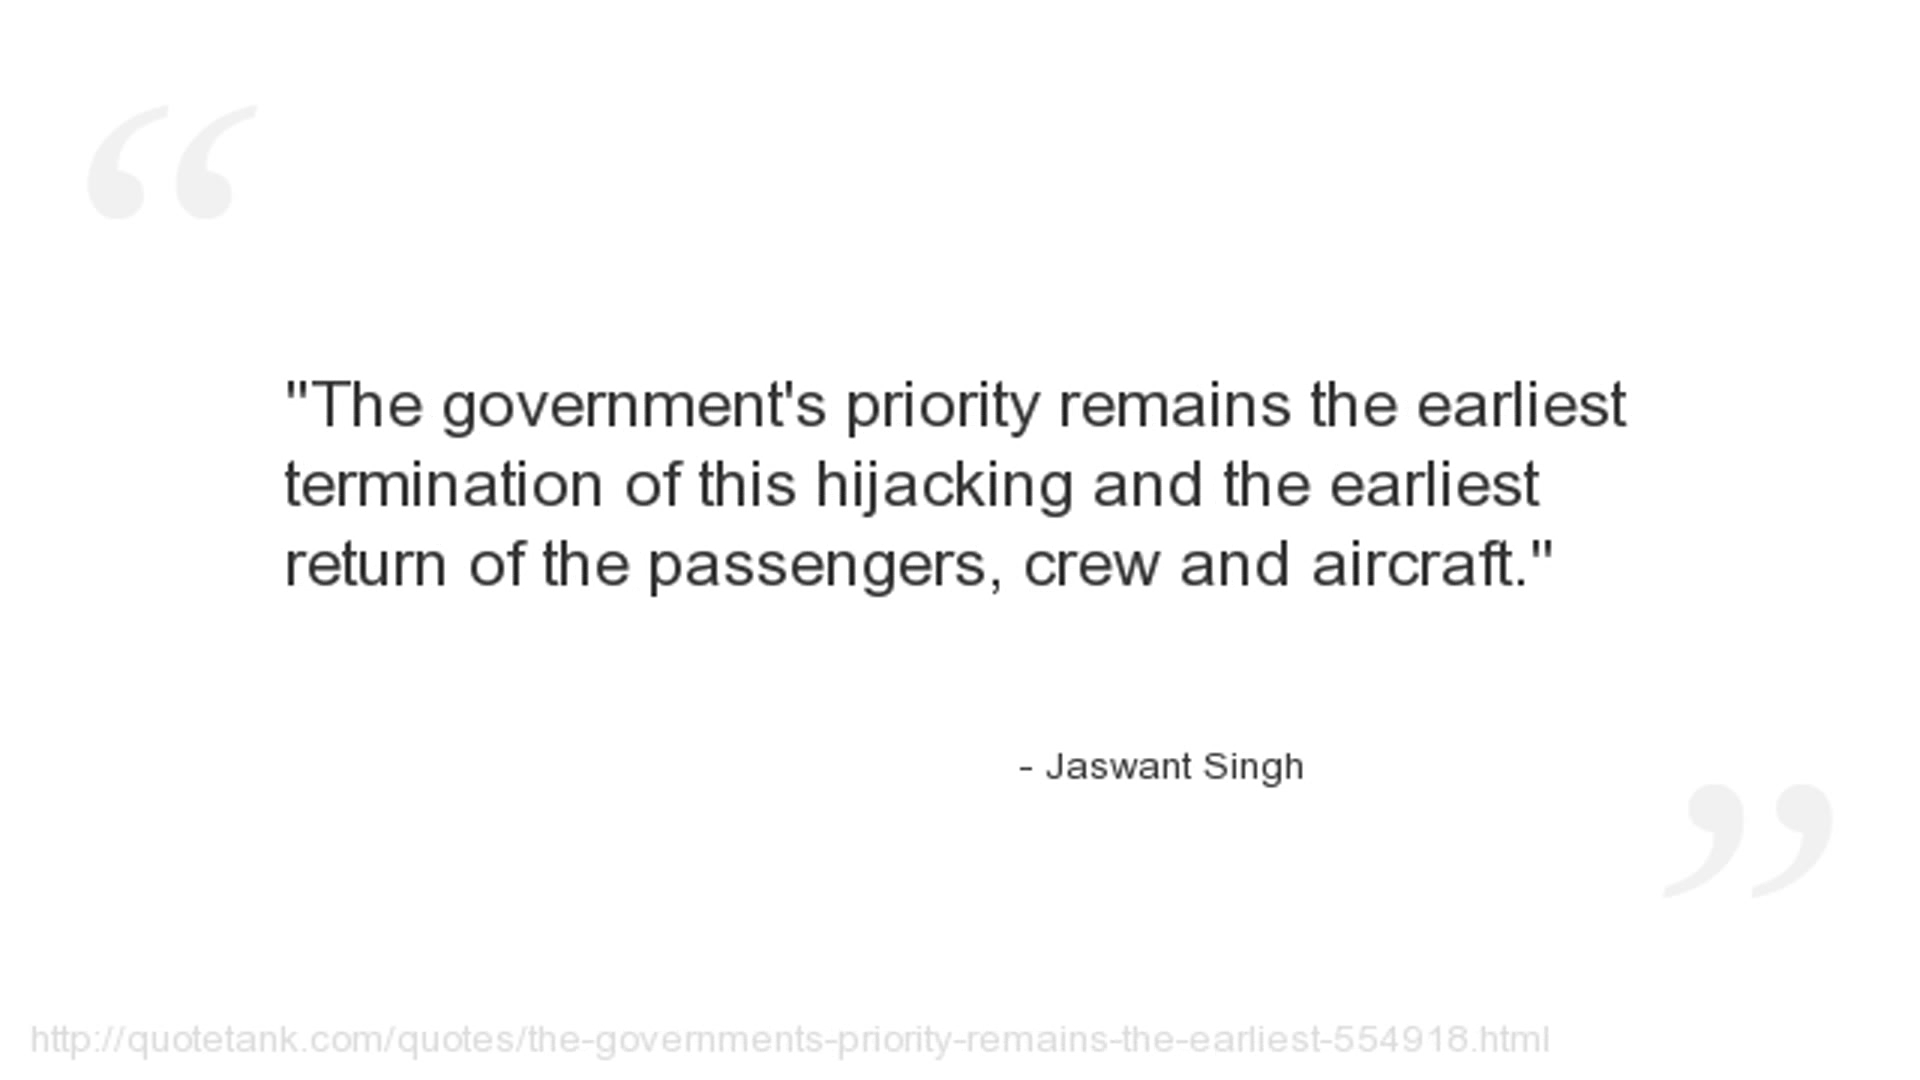 "The government's priority remains the earliest
termination of this hijacking and the earliest
return of the passengers, crew and aircraft."
- Jaswant Singh
http://quotetank.com/quotes/the-governments-priority-remains-the-earliest-554918.html